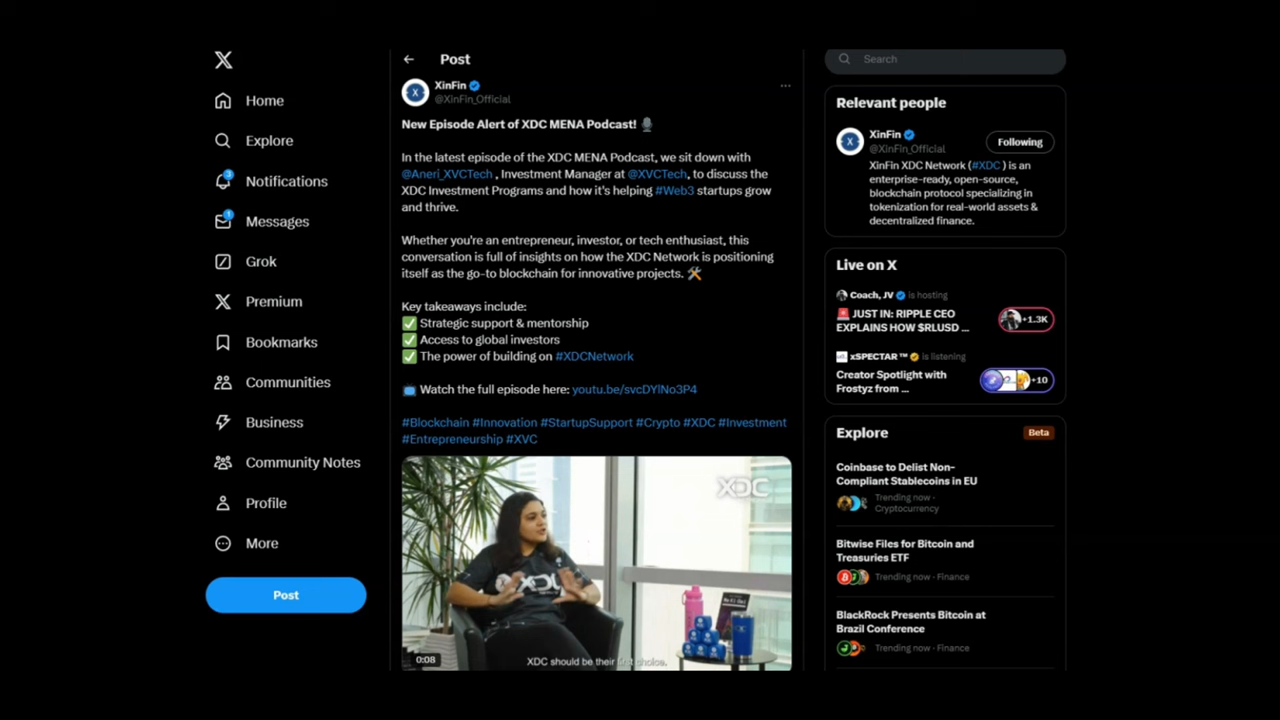 Home
Explore
3
Notifications
1
Messages
Grok
Premium
Bookmarks
Communities
Business
Community Notes
Profile
More
Post
Post
XinFin
@XinFin_Official
New Episode Alert of XDC MENA Podcast!
In the latest episode of the XDC MENA Podcast, we sit down with
@Aneri_XVCTech , Investment Manager at @XVCTech, to discuss the
XDC Investment Programs and how it's helping #Web3 startups grow
and thrive.
Whether you're an entrepreneur, investor, or tech enthusiast, this
conversation is full of insights on how the XDC Network is positioning
itself as the go-to blockchain for innovative projects.
Key takeaways include:
Strategic support & mentorship
Access to global investors
The power of building on #XDCNetwork
Watch the full episode here: youtu.be/svcDYlNo3P4
#Blockchain #Innovation #StartupSupport #Crypto #XDC #Investment
#Entrepreneurship #XVC
XDC
XDC
0:08
XDC should be their first choice.
Search
Relevant people
XinFin
@XinFin_Official
Following
XinFin XDC Network (#XDC ) is an
enterprise-ready, open-source,
blockchain protocol specializing in
tokenization for real-world assets &
decentralized finance.
Live on X
Coach, JV is hosting
JUST IN: RIPPLE CEO
EXPLAINS HOW $RLUSD ...
+1.3K
xSPECTAR ™ is listening
Creator Spotlight with
Frostyz from ...
+10
Explore
Beta
Coinbase to Delist Non-
Compliant Stablecoins in EU
Trending now ·
Cryptocurrency
Bitwise Files for Bitcoin and
Treasuries ETF
Trending now · Finance
BlackRock Presents Bitcoin at
Brazil Conference
Trending now · Finance